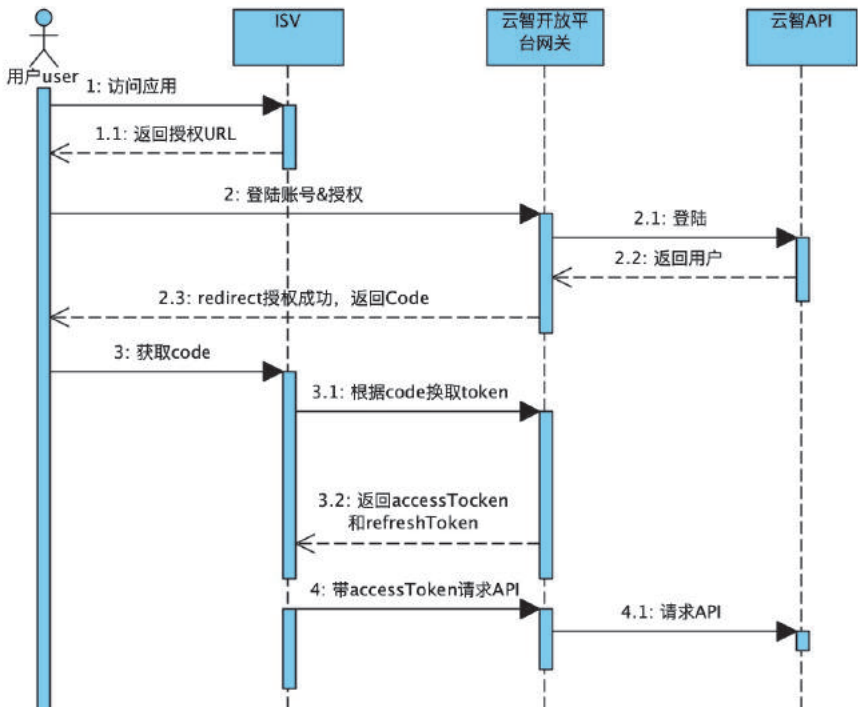 ISV
云智开放平
台网关
云智API
用户user
1: 访问应用
1.1: 返回授权URL
2: 登陆账号&授权
2.1: 登陆
2.2: 返回用户
2.3: redirect授权成功，返回Code
3: 获取code
3.1: 根据code换取token
3.2: 返回accessTocken
和refreshToken
4: 带accessToken请求API
4.1: 请求API